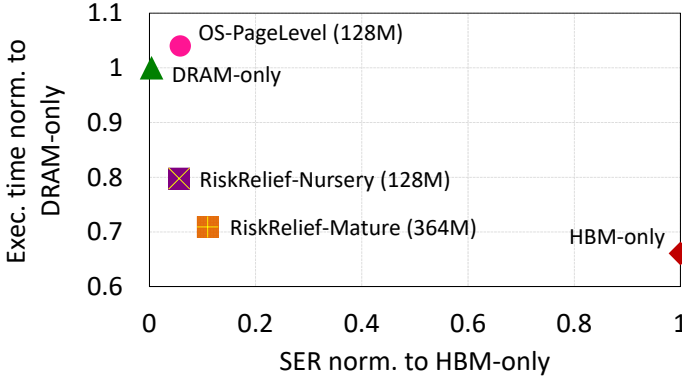 Exec. time norm. to
DRAM-only
1.1
1
0.9
0.8
0.7
0.6
OS-PageLevel (128M)
DRAM-only
RiskRelief-Nursery (128M)
RiskRelief-Mature (364M)
HBM-only
0
0.2
0.4
0.6
0.8
1
SER norm. to HBM-only